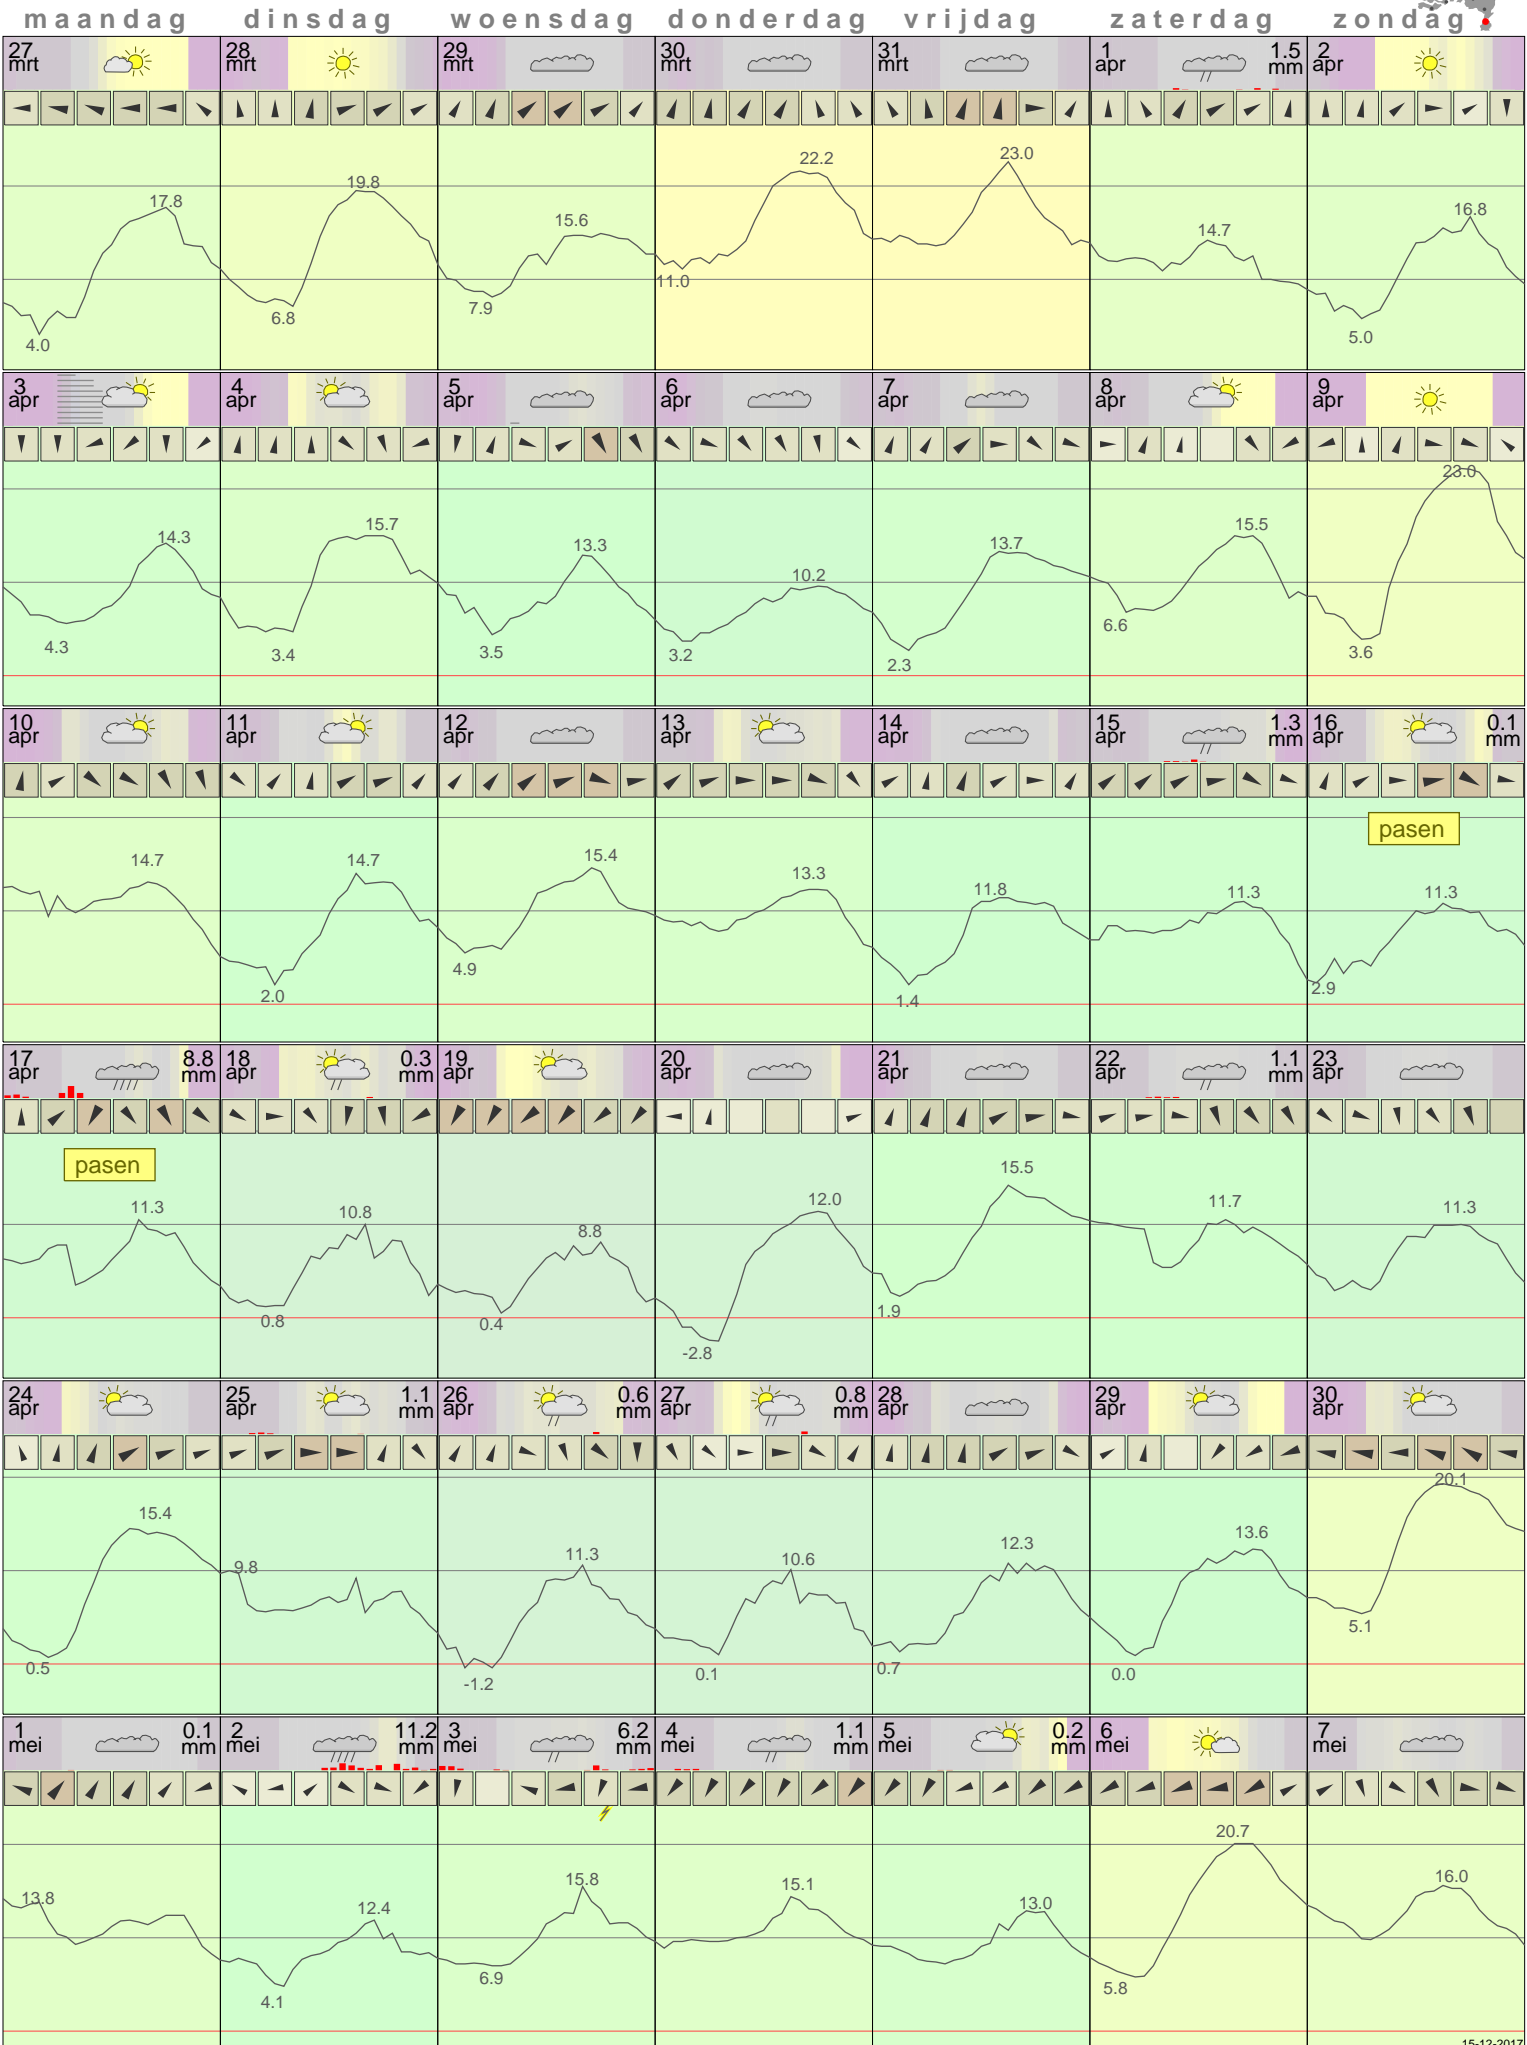 maandag dinsdag woensdag donderdag vrijdag zaterdag zondag
27 28 29 30 31 1 1.5 2
mrt mrt mrt mrt mrt apr mm apr
17.8 19.8 15.6 22.2 23.0 14.7 16.8
4.0 6.8 7.9 11.0 5.0
3 4 5 6 7 8 9
apr apr apr apr apr apr apr
14.3 15.7 13.3 10.2 13.7 15.5 23.0
4.3 3.4 3.5 3.2 2.3 6.6 3.6
10 11 12 13 14 15 1.3 16 0.1
apr apr apr apr apr apr mm apr mm
pasen
14.7 14.7 15.4 13.3 11.8 11.3 11.3
2.0 4.9 1.4 2.9
17 8.8 18 0.3 19 20 21 22 1.1 23
apr mm apr mm apr apr apr apr mm apr
pasen
11.3 10.8 8.8 12.0 15.5 11.7 11.3
0.8 0.4 -2.8 1.9
24 25 1.1 26 0.6 27 0.8 28 29 30
apr apr mm apr mm apr mm apr apr apr
15.4 9.8 11.3 10.6 12.3 13.6 20.1
0.5 -1.2 0.1 0.7 0.0 5.1
1 0.1 2 11.2 3 6.2 4 1.1 5 0.2 6 7
mei mm mei mm mei mm mei mm mei mm mei mei
13.8 12.4 15.8 15.1 13.0 20.7 16.0
4.1 6.9 5.8
15-12-2017